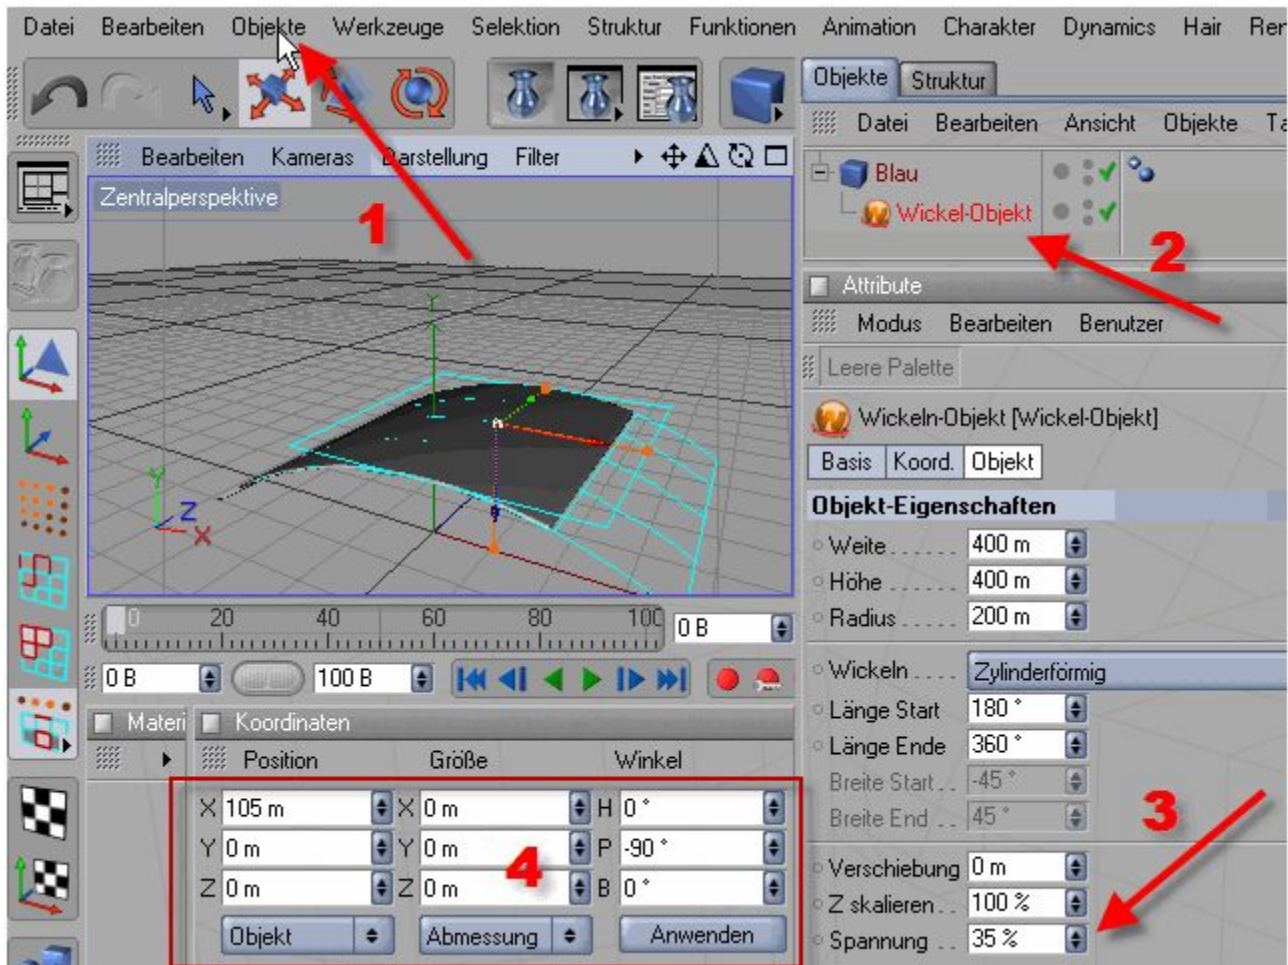 Datei Bearbeiten Objekte Werkzeuge Selektion Struktur Funktionen Animation Charakter Dynamics Hair Rer
Objekte Struktur
Datei Bearbeiten Ansicht Objekte Ta
Bearbeiten Kameras Darstellung Filter
Blau
Wickel-Objekt
Zentralperspektive
1
2
Attribute
Modus Bearbeiten Benutzer
Leere Palette
Wickeln-Objekt [Wickel-Objekt]
Basis Koord. Objekt
Objekt-Eigenschaften
Weite . . . . . . 400 m
Höhe . . . . . . 400 m
Radius . . . . . 200 m
Y
Y
Z
X
0 20 40 60 80 100 0 B
0 B 100 B
Wickeln . . . . Zylinderförmig
Länge Start 180 °
Länge Ende 360 °
Breite Start . . -45 °
Breite End . . 45 °
3
Verschiebung 0 m
Z skalieren . . 100 %
Spannung . . 35 %
Materi Koordinaten
Position Größe Winkel
X 105 m X 0 m H 0 °
Y 0 m Y 0 m P -90 °
Z 0 m Z 0 m B 0 °
4
Objekt Abmessung Anwenden